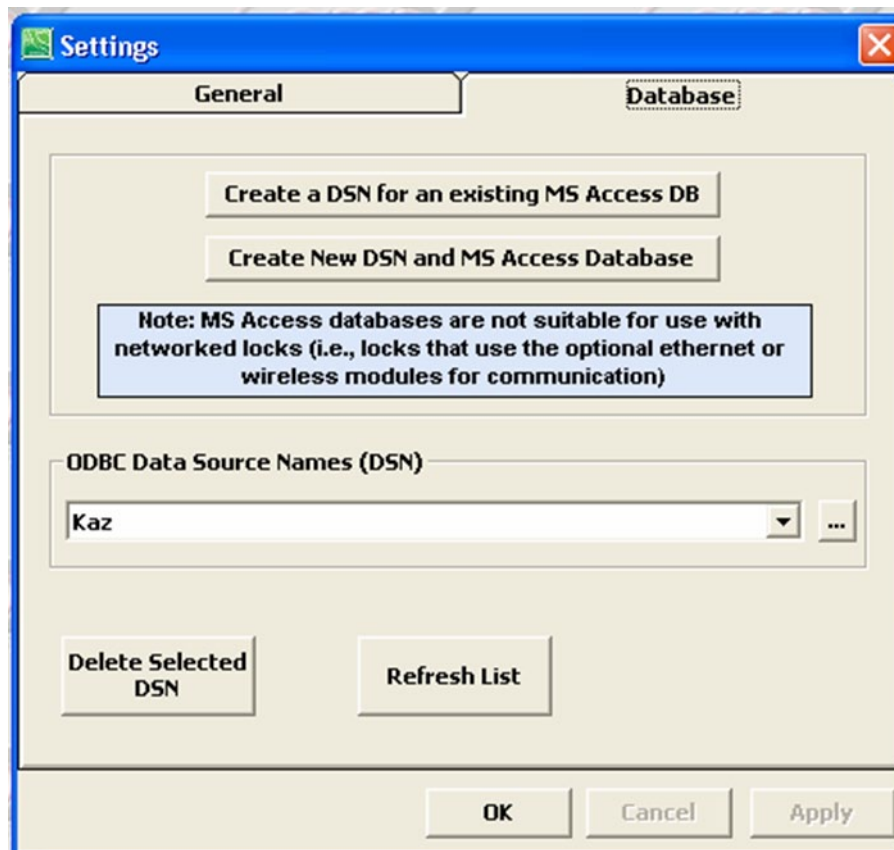 Settings
General
Database
Create a DSN for an existing MS Access DB
Create New DSN and MS Access Database
Note: MS Access databases are not suitable for use with
networked locks (i.e., locks that use the optional ethernet or
wireless modules for communication)
ODBC Data Source Names (DSN)
Kaz
...
Delete Selected
DSN
Refresh List
OK
Cancel
Apply